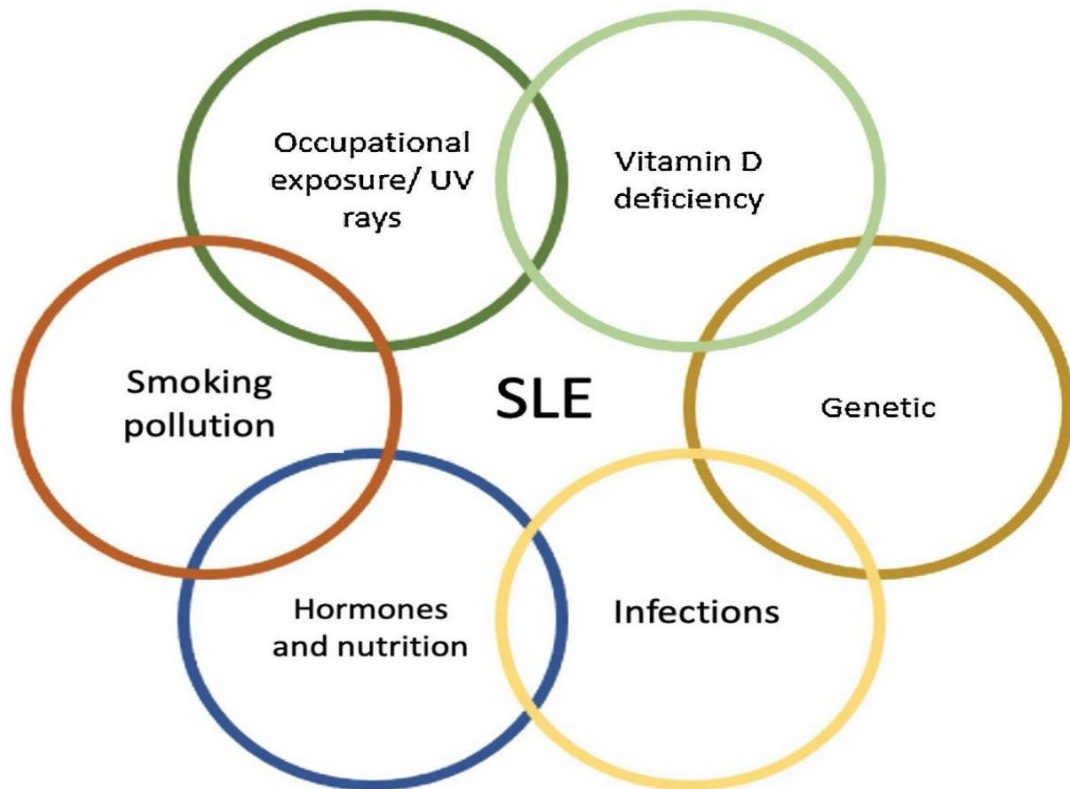 Occupational
exposure/ UV
rays
Vitamin D
deficiency
Smoking
pollution
SLE
Genetic
Hormones
and nutrition
Infections